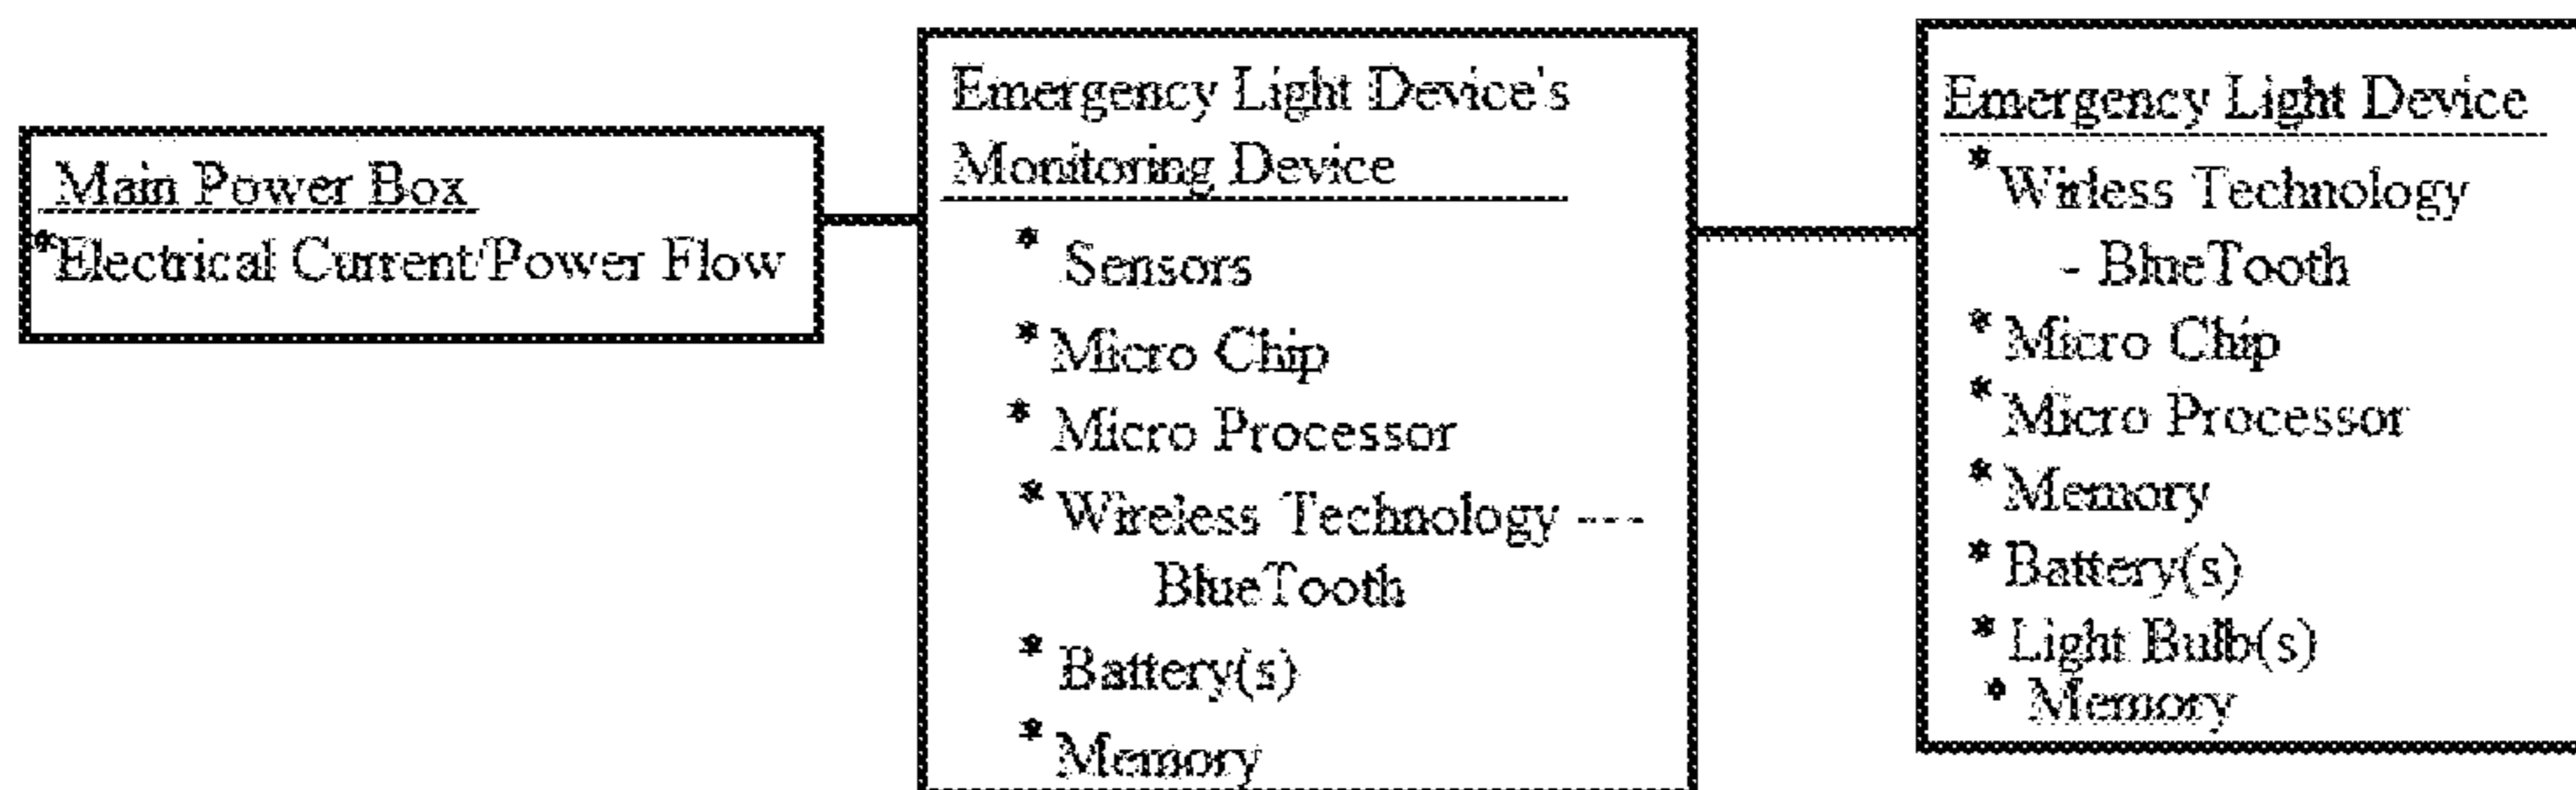 Main Power Box
*Electrical Current/Power Flow
Emergency Light Device's
Monitoring Device
* Sensors
* Micro Chip
* Micro Processor
* Wireless Technology ---
BlueTooth
* Battery(s)
* Memory
Emergency Light Device
* Wirless Technology
- BlueTooth
* Micro Chip
* Micro Processor
* Memory
* Battery(s)
* Light Bulb(s)
* Memory